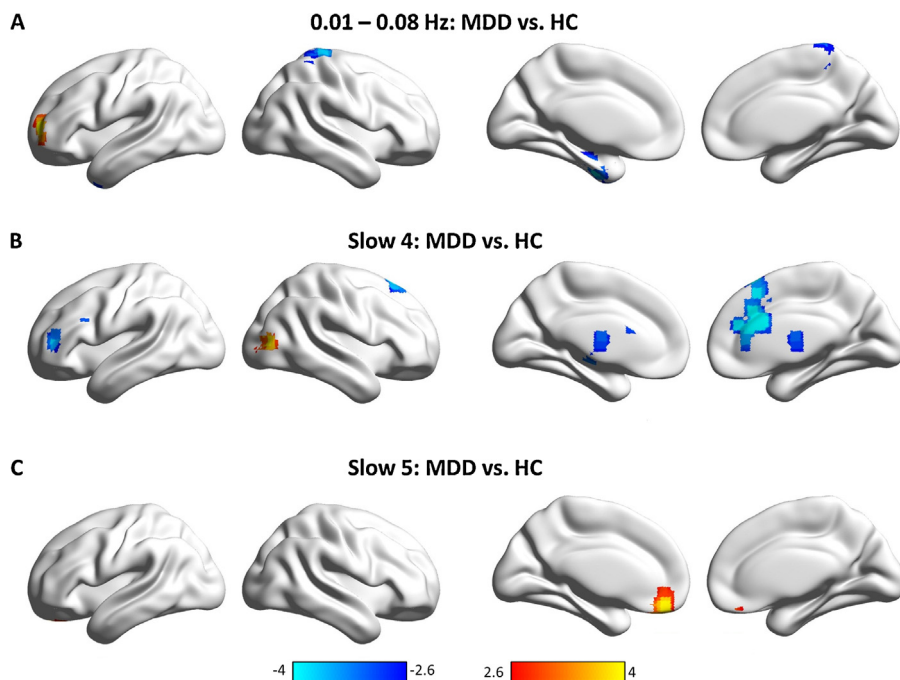 A 0.01 – 0.08 Hz: MDD vs. HC
B Slow 4: MDD vs. HC
C Slow 5: MDD vs. HC
-4 -2.6 2.6 4